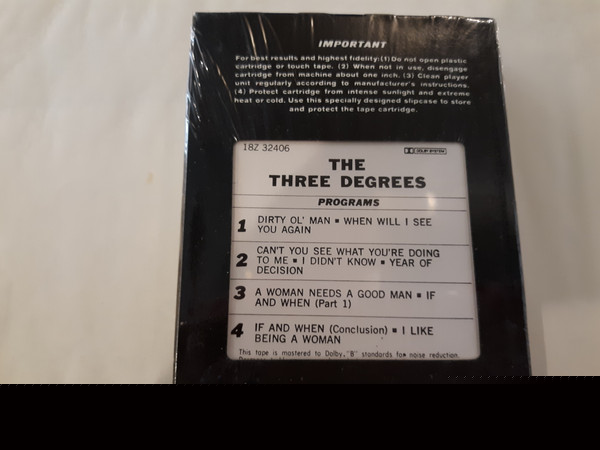 IMPORTANT
For best results and highest fidelity: (1) Do not open plastic
cartridge or touch tape. (2) When not in use, disengage
cartridge from machine about one inch. (3) Clean player
unit regularly according to manufacturer's instructions.
(4) Protect cartridge from intense sunlight and extreme
heat or cold. Use this specially designed slipcase to store
and protect the tape cartridge.
18Z 32406
DOLBY SYSTEM
THE
THREE DEGREES
PROGRAMS
1 DIRTY OL' MAN ▪ WHEN WILL I SEE
YOU AGAIN
2 CAN'T YOU SEE WHAT YOU'RE DOING
TO ME ▪ I DIDN'T KNOW ▪ YEAR OF
DECISION
3 A WOMAN NEEDS A GOOD MAN ▪ IF
AND WHEN (Part 1)
4 IF AND WHEN (Conclusion) ▪ I LIKE
BEING A WOMAN
This tape is mastered to Dolby "B" standards for noise reduction.